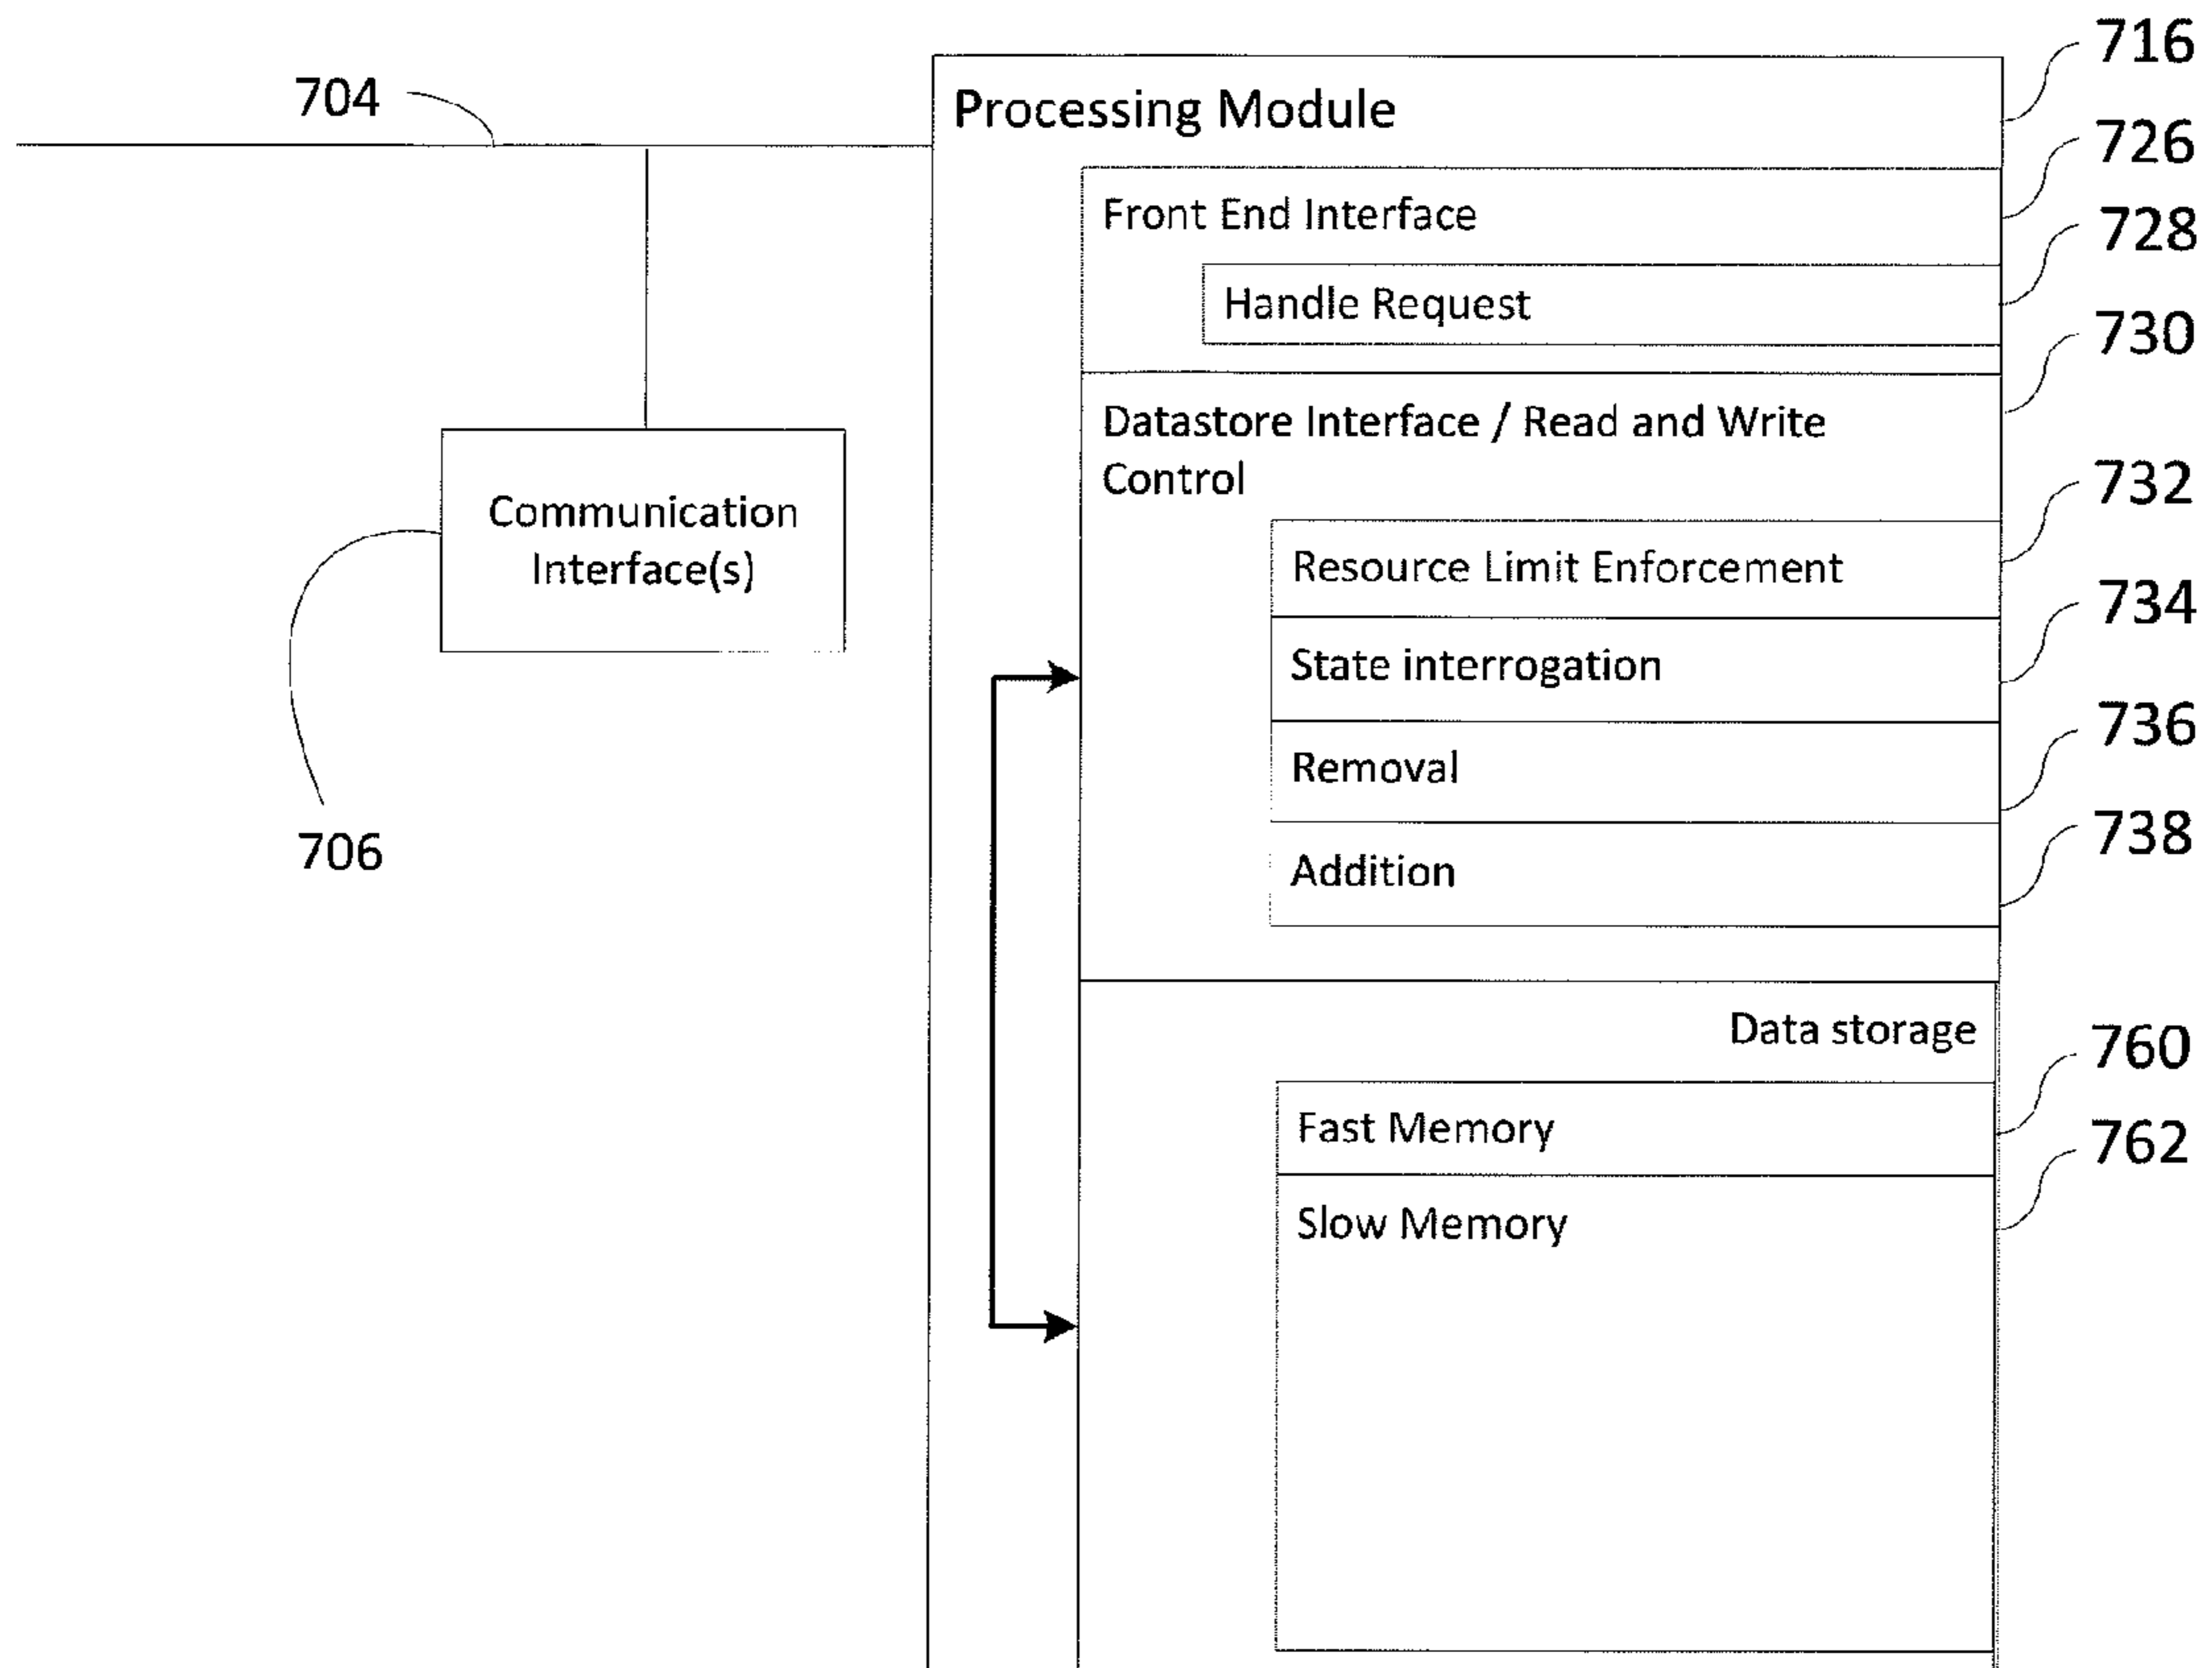 716
704
Processing Module
726
Front End Interface
728
Handle Request
730
Datastore Interface / Read and Write
Control
732
Communication
Interface(s)
Resource Limit Enforcement
734
State interrogation
736
Removal
738
706
Addition
Data storage
760
Fast Memory
762
Slow Memory